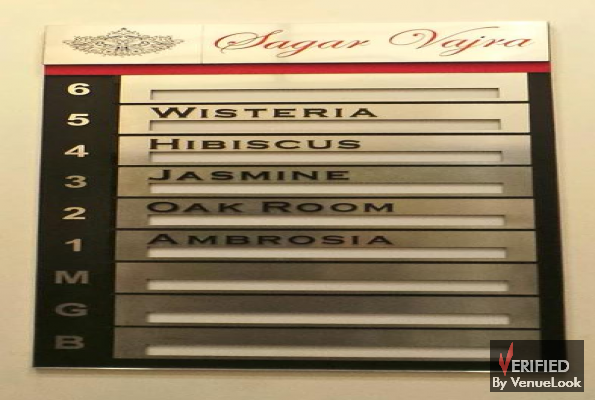 Sagar Vajra
6
5 WISTERIA
4 HIBISCUS
3 JASMINE
2 OAK ROOM
1 AMBROSIA
M
G
B
VERIFIED
By VenueLook